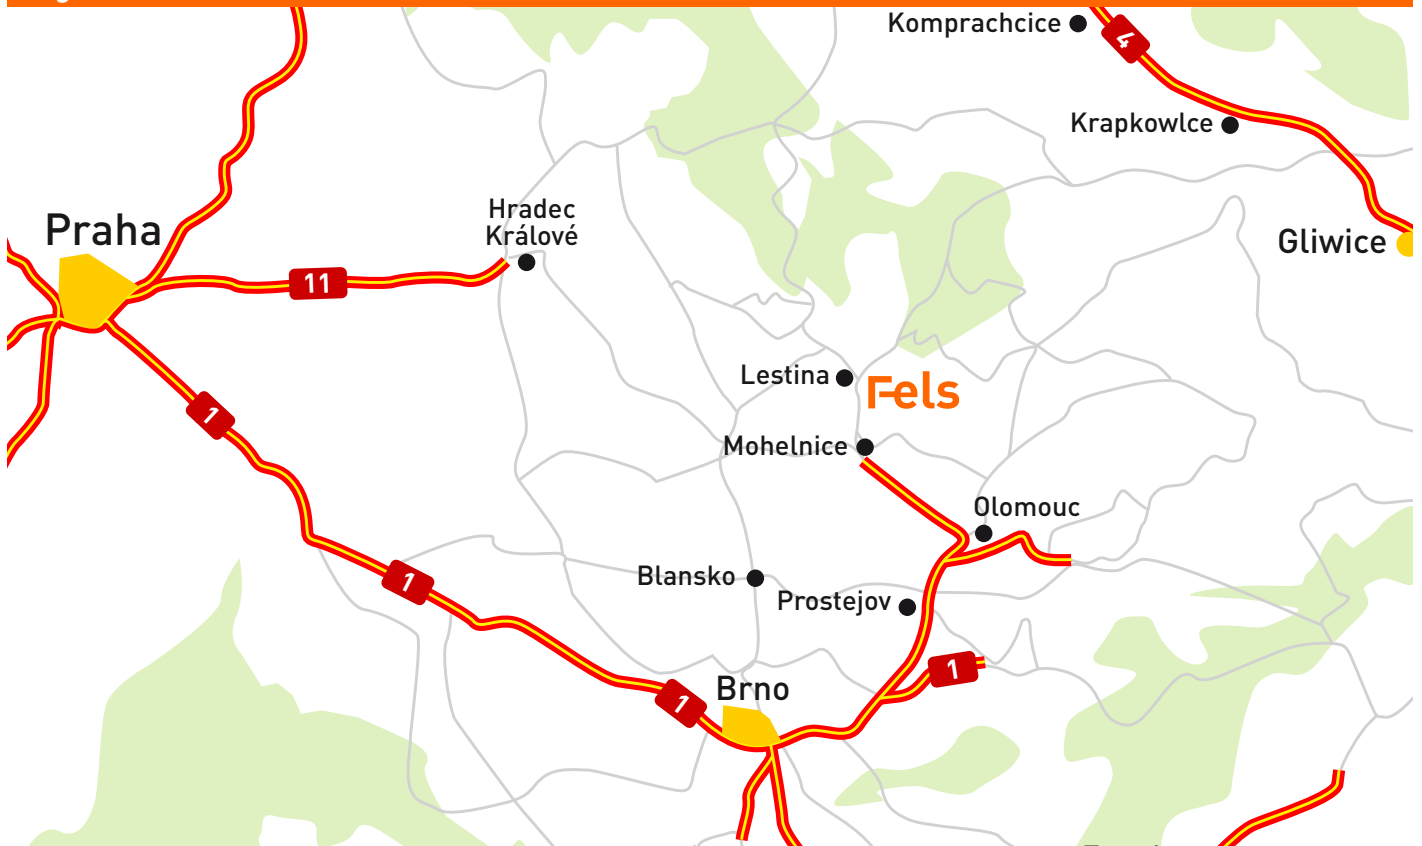 Komprachcice
4
Krapkowlce
Hradec
Králové
Praha
Gliwice
11
Lestina
Fels
1
Mohelnice
Olomouc
Blansko
1
Prostejov
1
Brno
1